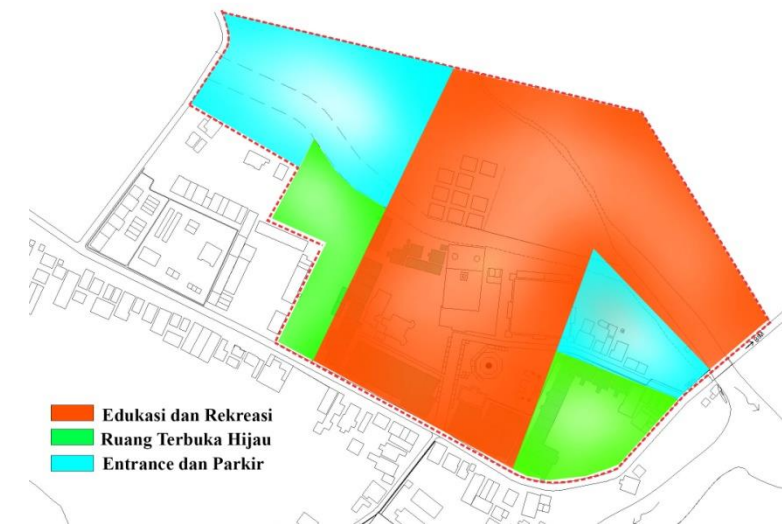 Edukasi dan Rekreasi
Ruang Terbuka Hijau
Entrance dan Parkir